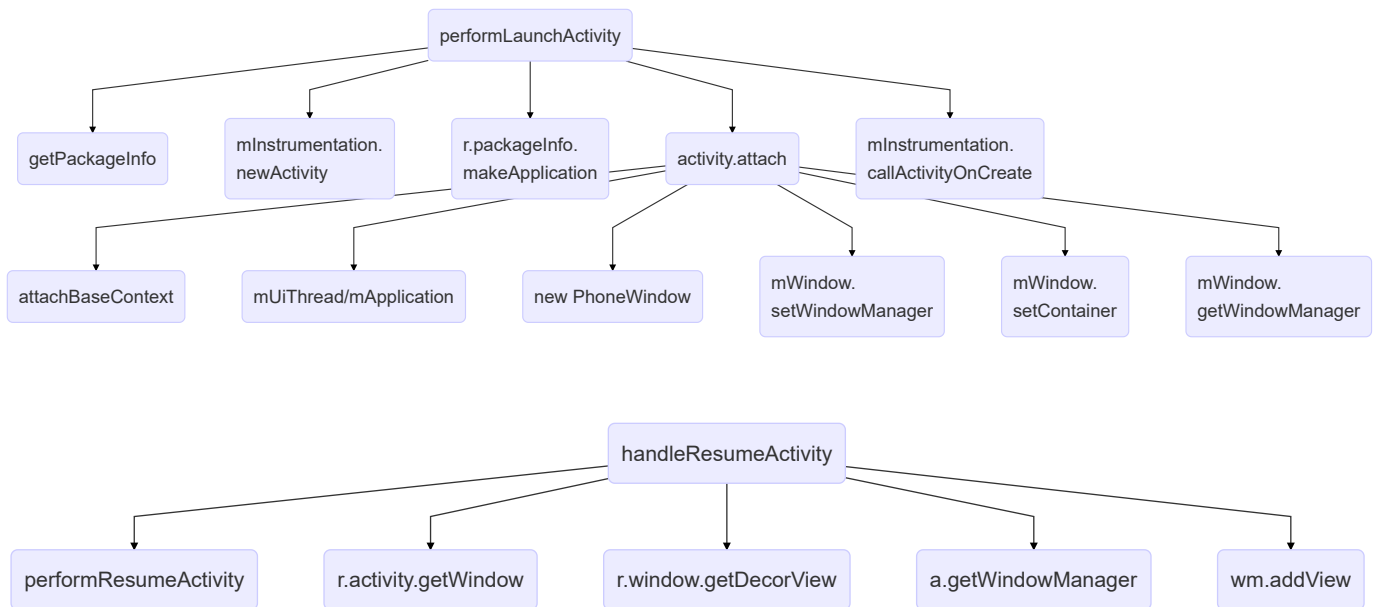 performLaunchActivity
getPackageInfo
mInstrumentation.
newActivity
r.packageInfo.
makeApplication
activity.attach
mInstrumentation.
callActivityOnCreate
attachBaseContext
mUiThread/mApplication
new PhoneWindow
mWindow.
setWindowManager
mWindow.
setContainer
mWindow.
getWindowManager
handleResumeActivity
performResumeActivity
r.activity.getWindow
r.window.getDecorView
a.getWindowManager
wm.addView